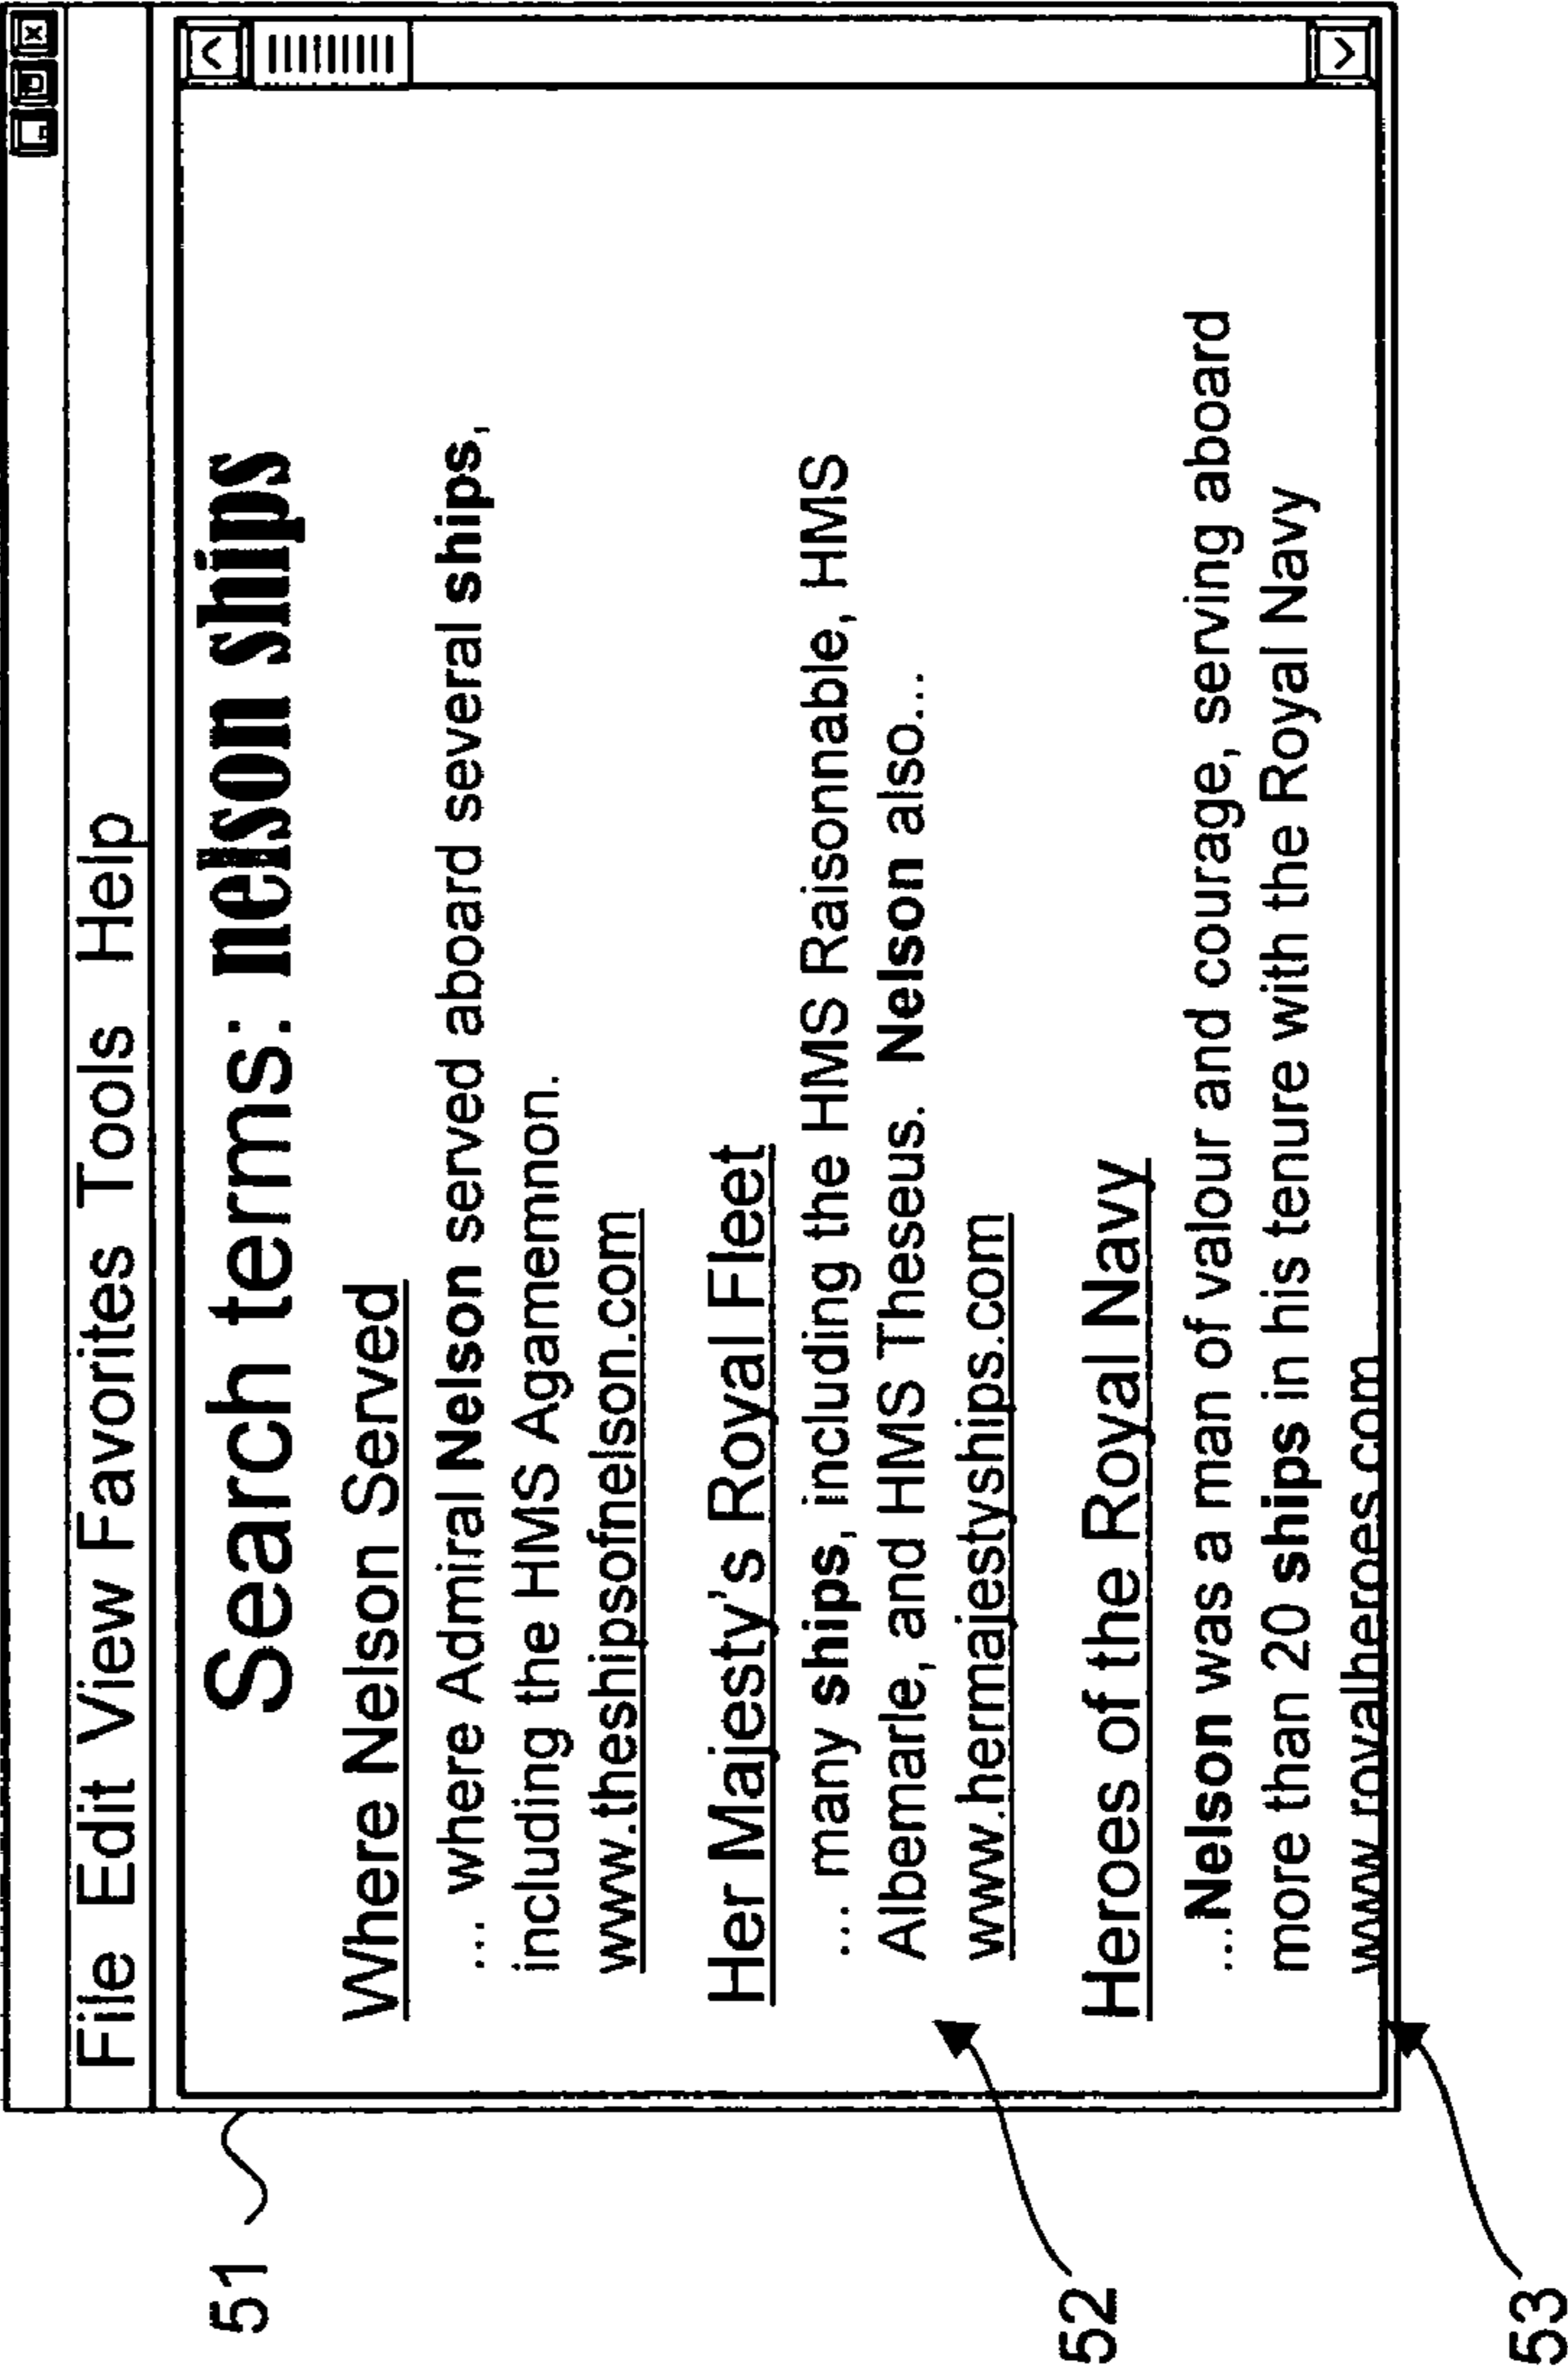 File Edit View Favorites Tools Help
Search terms: nelson ships
Where Nelson Served
... where Admiral Nelson served aboard several ships,
including the HMS Agamemnon.
www.theshipsofnelson.com
Her Majesty's Royal Fleet
... many ships, including the HMS Raisonnable, HMS
Albemarle, and HMS Theseus. Nelson also...
www.hermajestyships.com
Heroes of the Royal Navy
...Nelson was a man of valour and courage, serving aboard
more than 20 ships in his tenure with the Royal Navy
www.royalheroes.com
51
52
53